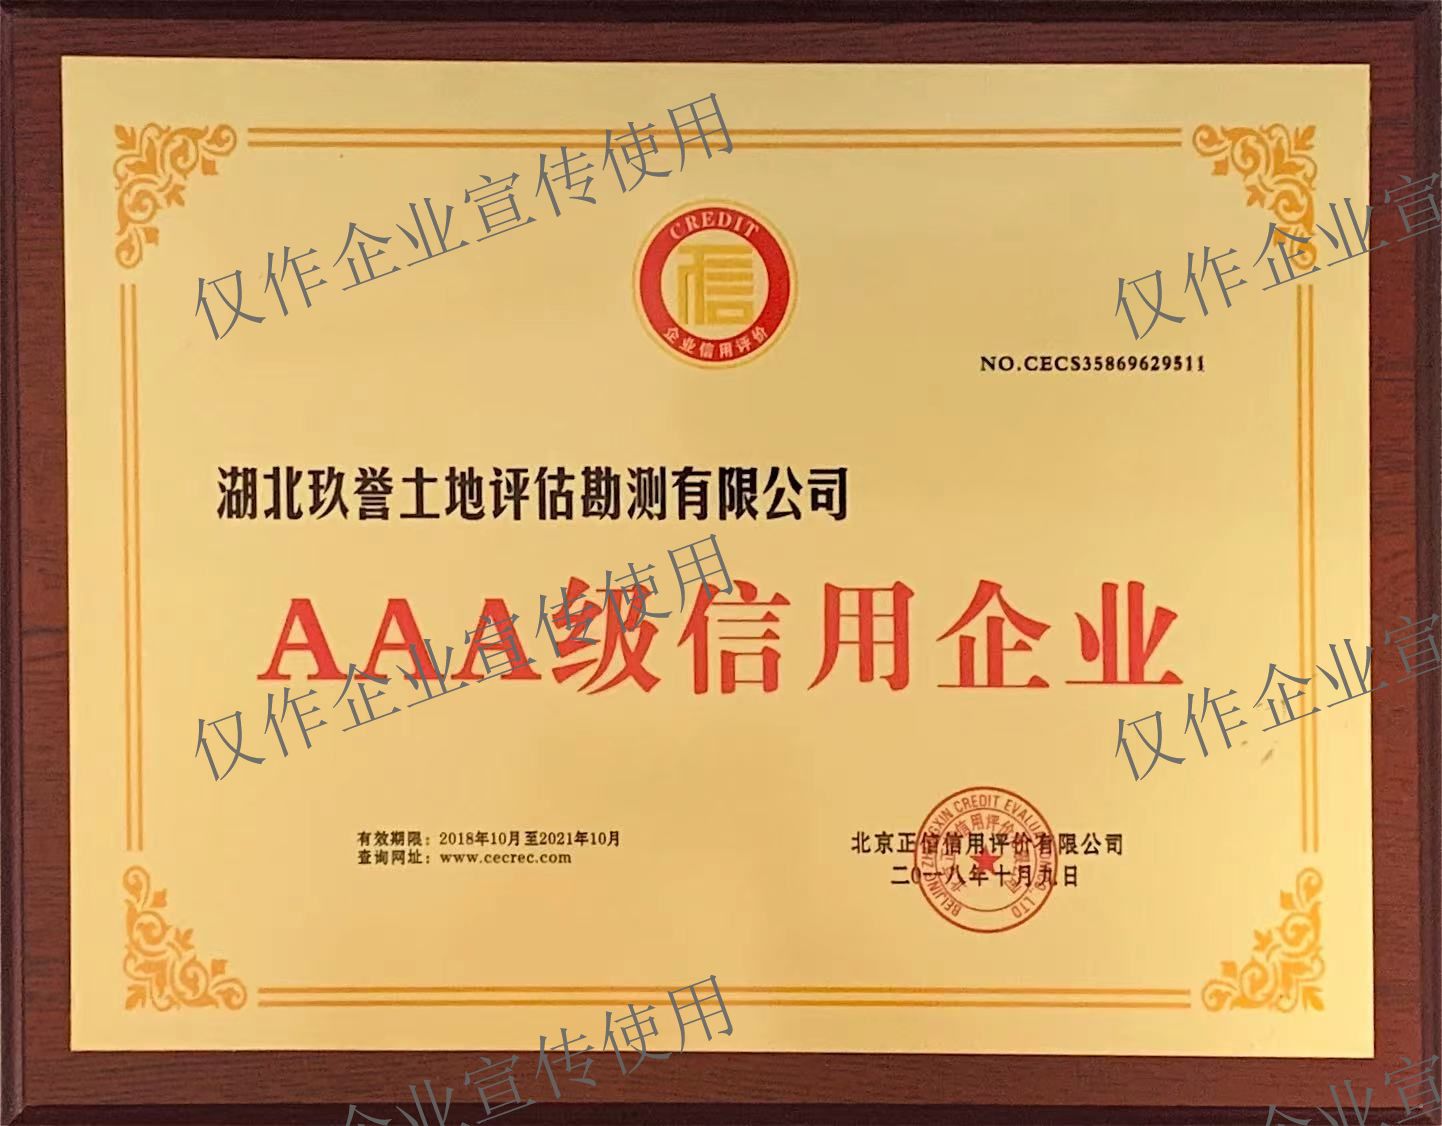 CREDIT
信
企业信用评价
NO.CECS35869629511
湖北玖誉土地评估勘测有限公司
AAA级信用企业
有效期限：2018年10月至2021年10月
查询网址：www.cecrec.com
北京正信信用评价有限公司
二〇一八年十月九日
仅作企业宣传使用
仅作企业宣
仅作企业宣传使用
仅作企业宣
企业宣传使用
企业宣